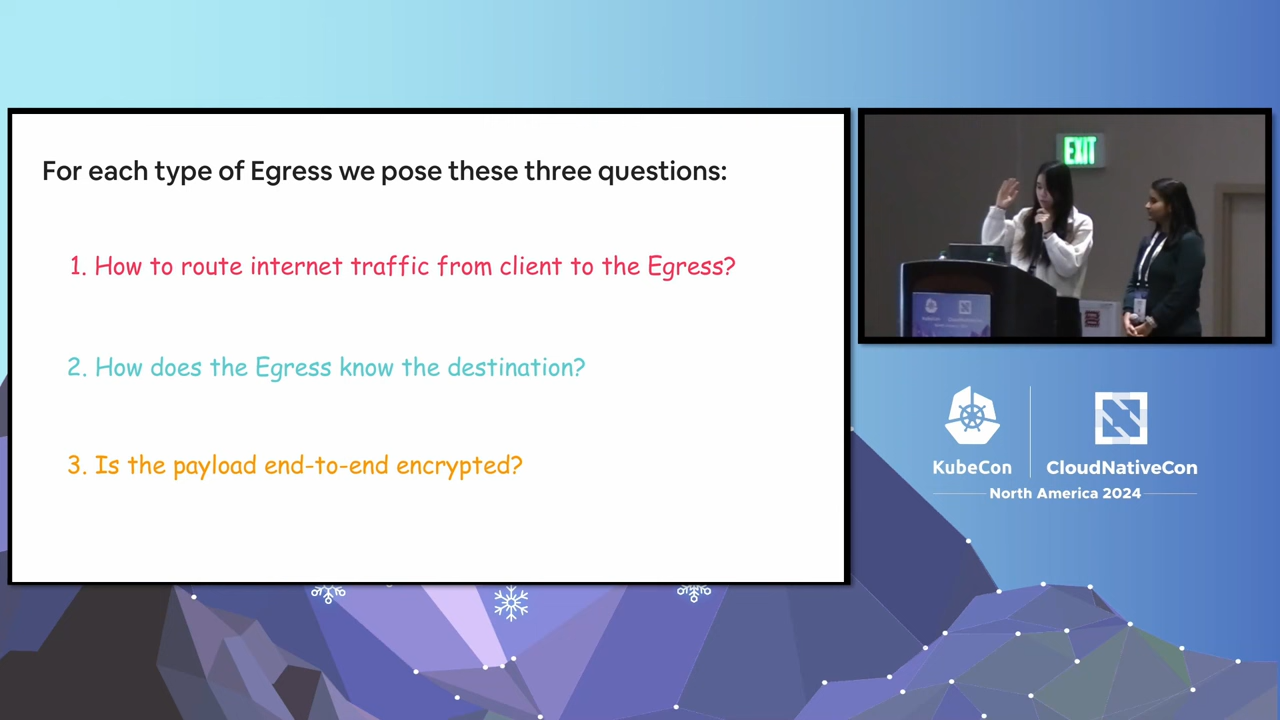 For each type of Egress we pose these three questions:
1. How to route internet traffic from client to the Egress?
2. How does the Egress know the destination?
3. Is the payload end-to-end encrypted?
EXIT
KubeCon
CloudNativeCon
North America 2024